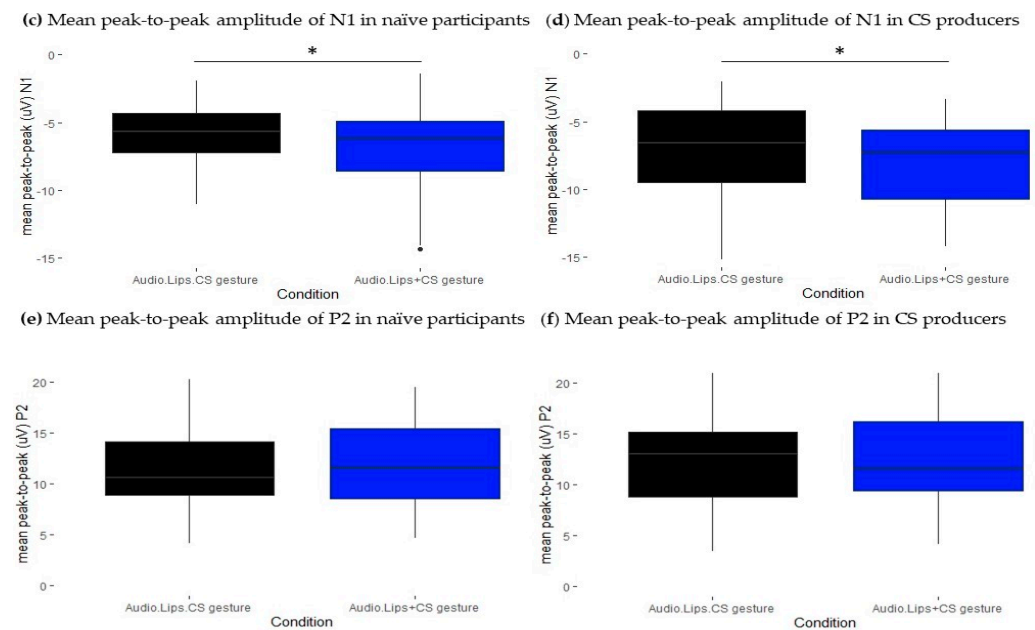 (c) Mean peak-to-peak amplitude of N1 in naïve participants
(d) Mean peak-to-peak amplitude of N1 in CS producers
mean peak-to-peak (uV) N1
0
-5
-10
-15
*
Audio.Lips.CS gesture
Audio.Lips+CS gesture
Condition
mean peak-to-peak (uV) N1
0
-5
-10
-15
*
Audio.Lips.CS gesture
Audio.Lips+CS gesture
Condition
(e) Mean peak-to-peak amplitude of P2 in naïve participants
(f) Mean peak-to-peak amplitude of P2 in CS producers
mean peak-to-peak (uV) P2
20
15
10
5
0
Audio.Lips.CS gesture
Audio.Lips+CS gesture
Condition
mean peak-to-peak (uV) P2
20
15
10
5
0
Audio.Lips.CS gesture
Audio.Lips+CS gesture
Condition